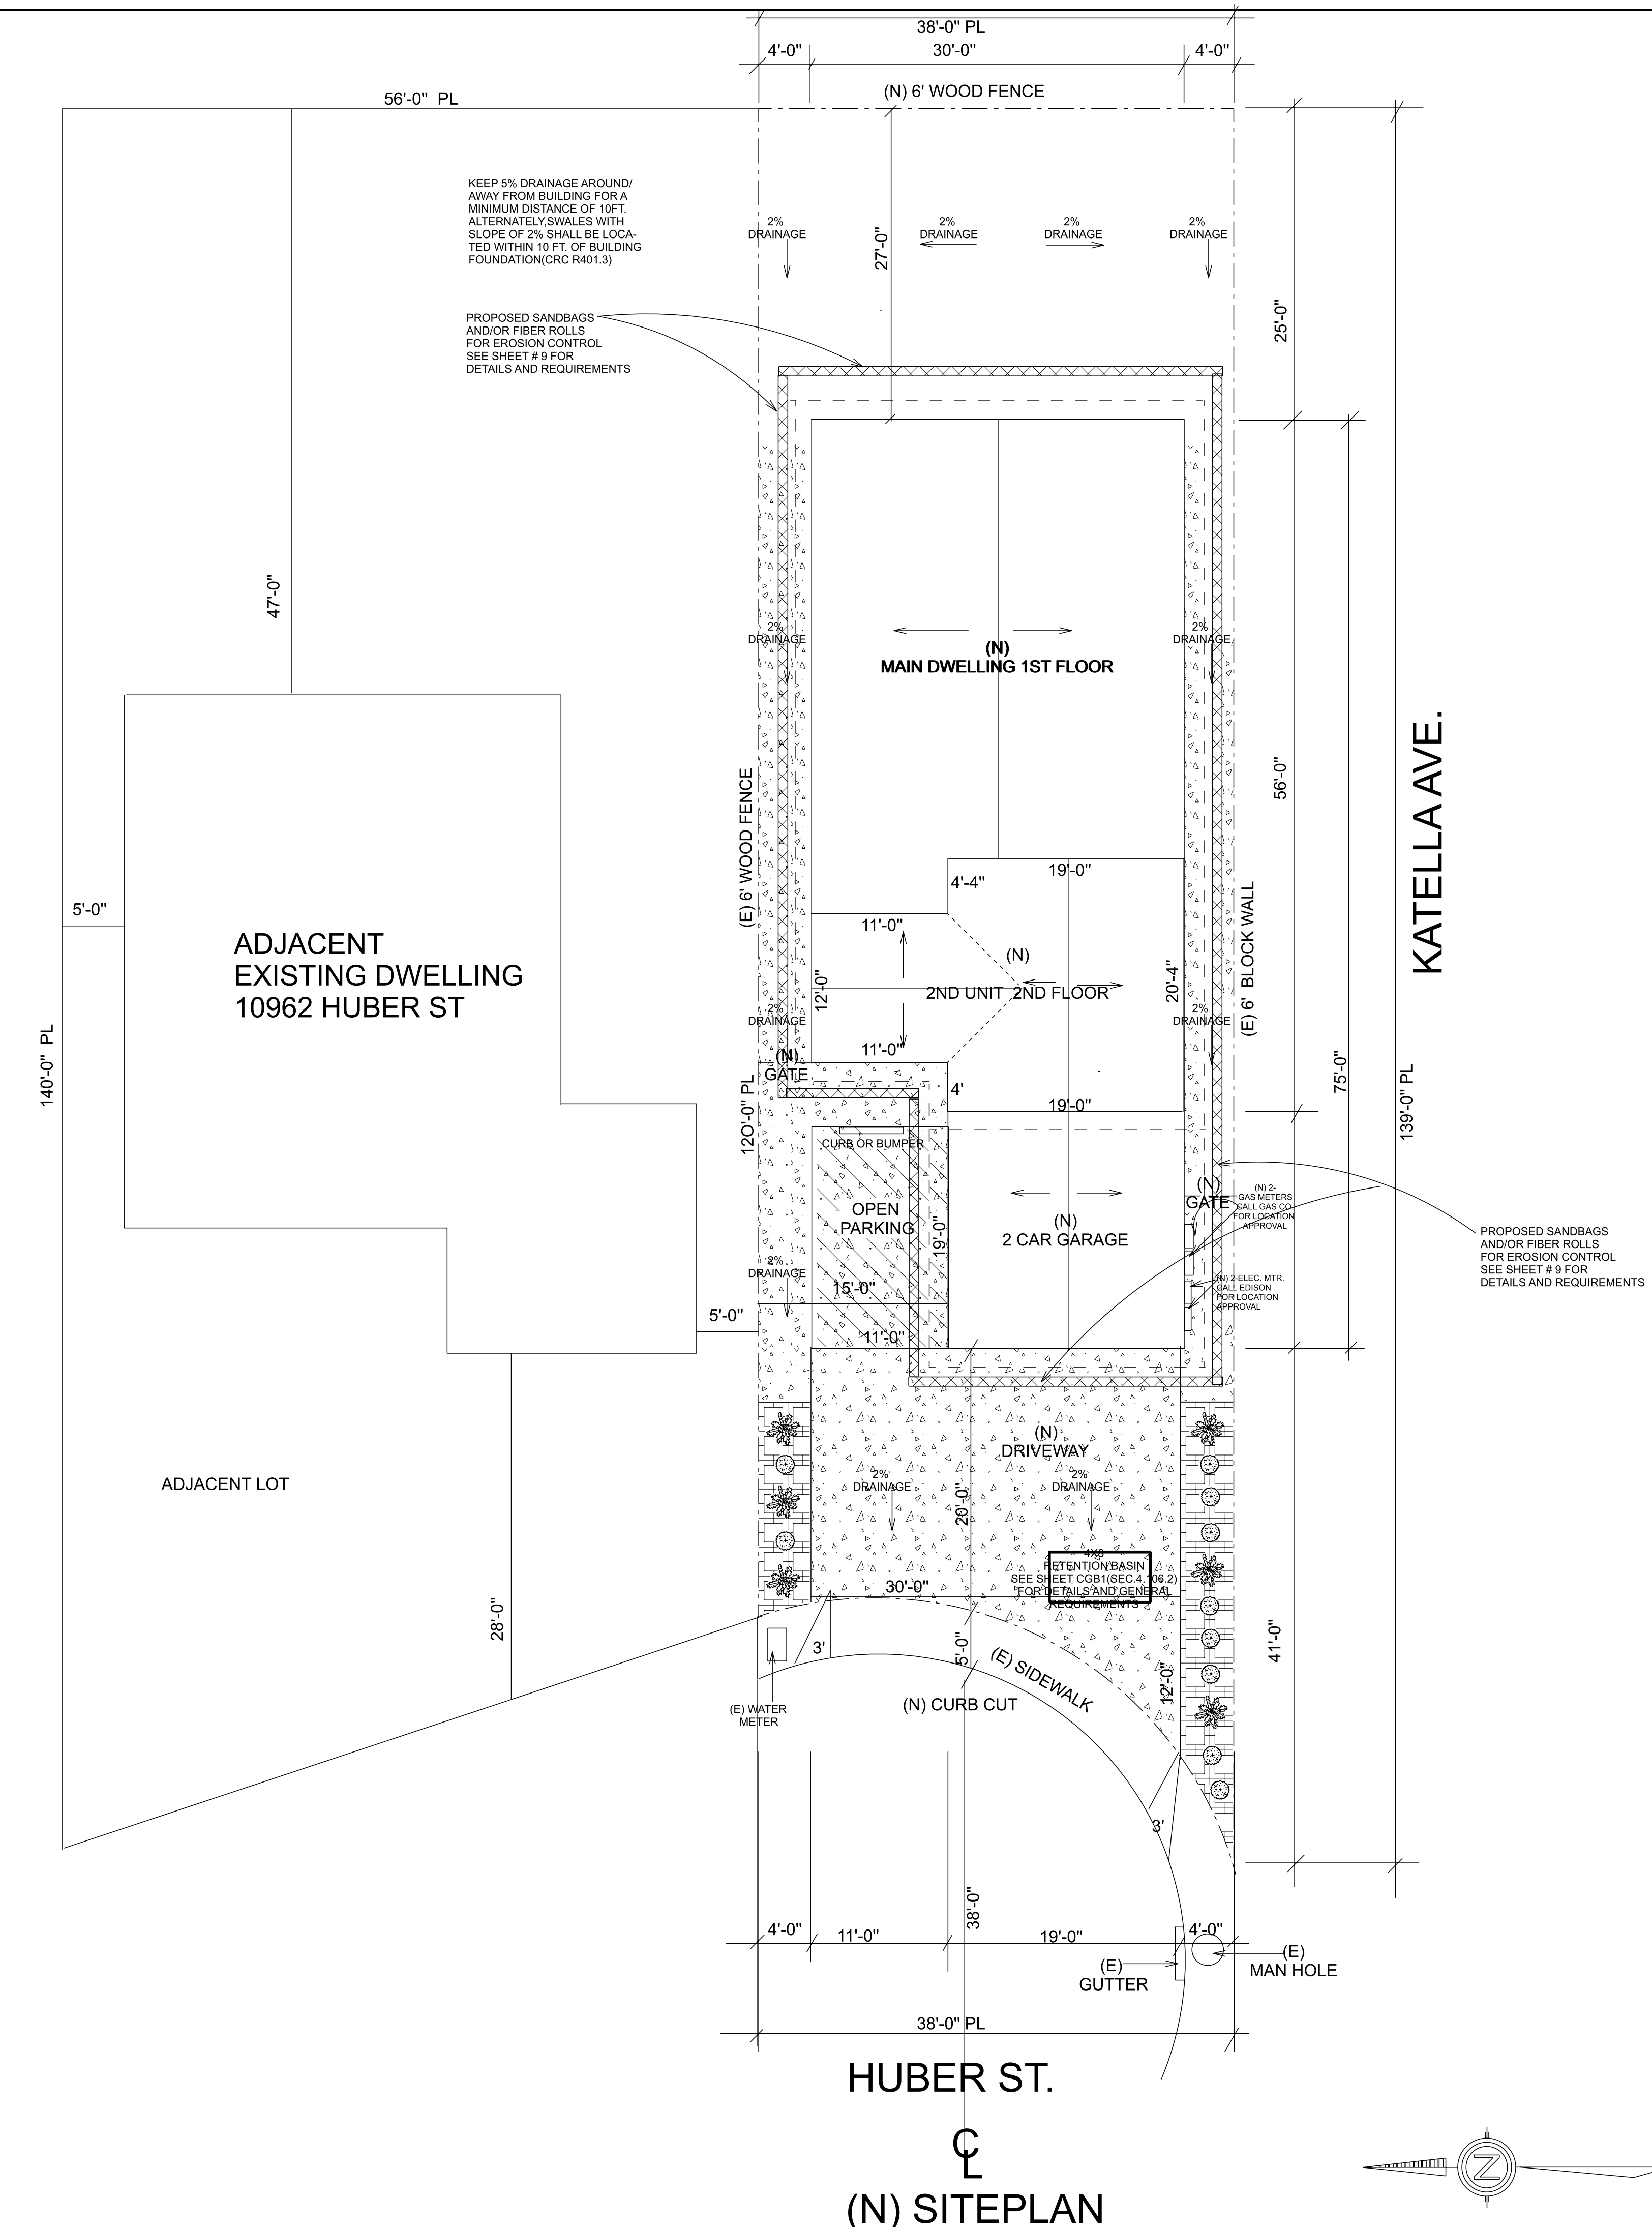 38'-0" PL
4'-0"
30'-0"
4'-0"
(N) 6' WOOD FENCE
56'-0" PL
KEEP 5% DRAINAGE AROUND/
AWAY FROM BUILDING FOR A
MINIMUM DISTANCE OF 10FT.
ALTERNATELY,SWALES WITH
SLOPE OF 2% SHALL BE LOCA-
TED WITHIN 10 FT. OF BUILDING
FOUNDATION(CRC R401.3)
2%
DRAINAGE
2%
DRAINAGE
2%
DRAINAGE
2%
DRAINAGE
27'-0"
25'-0"
PROPOSED SANDBAGS
AND/OR FIBER ROLLS
FOR EROSION CONTROL
SEE SHEET # 9 FOR
DETAILS AND REQUIREMENTS
47'-0"
2%
DRAINAGE
(N)
MAIN DWELLING 1ST FLOOR
2%
DRAINAGE
56'-0"
KATELLA AVE.
(E) 6' WOOD FENCE
19'-0"
4'-4"
5'-0"
ADJACENT
EXISTING DWELLING
10962 HUBER ST
11'-0"
(N)
2ND UNIT 2ND FLOOR
12'-0"
20'-4"
(E) 6' BLOCK WALL
2%
DRAINAGE
2%
DRAINAGE
11'-0"
(N)
GATE
4'
19'-0"
140'-0" PL
12O'-0" PL
75'-0"
139'-0" PL
CURB OR BUMPER
OPEN
PARKING
19'-0"
(N)
2 CAR GARAGE
(N)
GATE
(N) 2-
GAS METERS
CALL GAS CO.
FOR LOCATION
APPROVAL
PROPOSED SANDBAGS
AND/OR FIBER ROLLS
FOR EROSION CONTROL
SEE SHEET # 9 FOR
DETAILS AND REQUIREMENTS
2%
DRAINAGE
15'-0"
(N) 2-ELEC. MTR.
CALL EDISON
FOR LOCATION
APPROVAL
5'-0"
11'-0"
(N)
DRIVEWAY
ADJACENT LOT
2%
DRAINAGE
2%
DRAINAGE
20'-0"
4X8
RETENTION BASIN
SEE SHEET CGB1(SEC.4.106.2)
FOR DETAILS AND GENERAL
REQUIREMENTS
30'-0"
28'-0"
3'
5'-0"
(E) SIDEWALK
12'-0"
41'-0"
(E) WATER
METER
(N) CURB CUT
3'
38'-0"
4'-0"
11'-0"
19'-0"
4'-0"
(E)
GUTTER
(E)
MAN HOLE
38'-0" PL
HUBER ST.
CL
(N) SITEPLAN
N